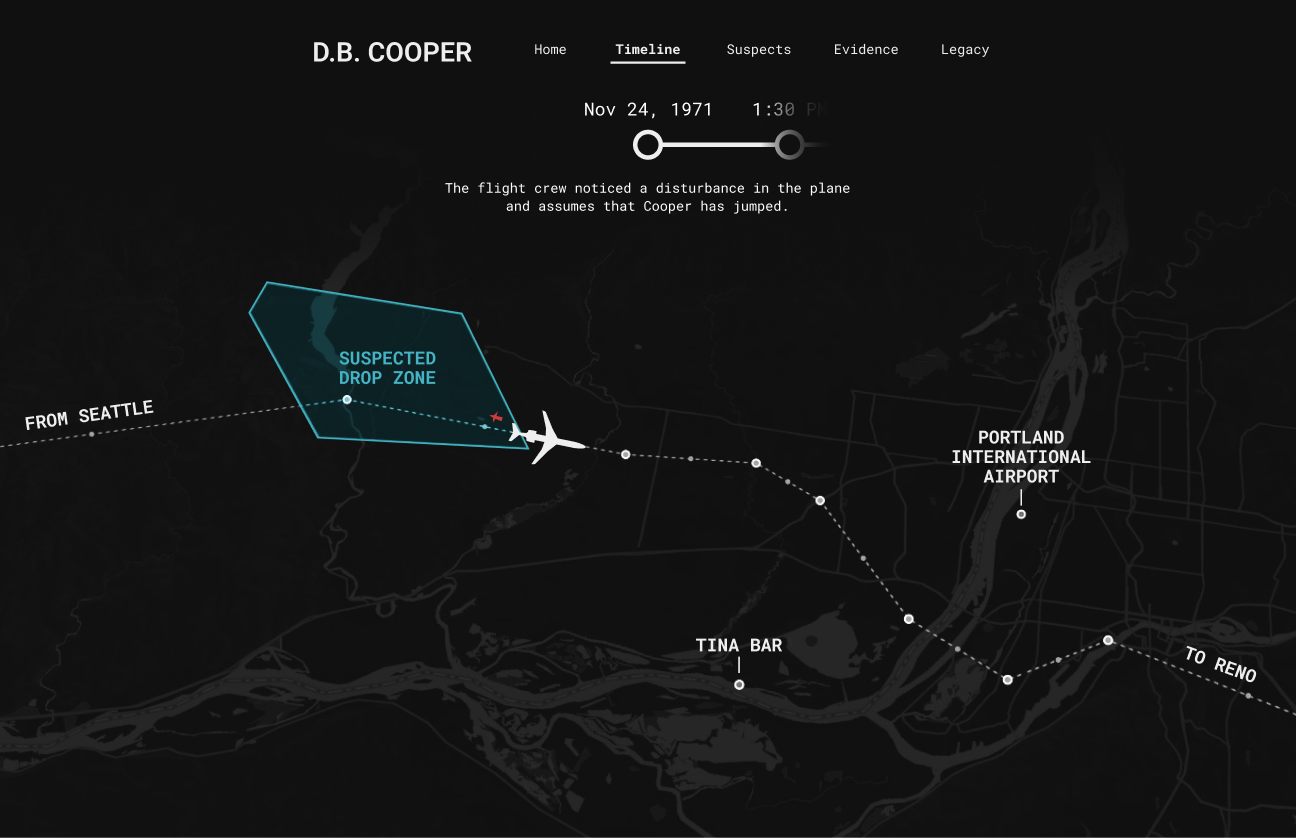 D.B. COOPER
Home
Timeline
Suspects
Evidence
Legacy
Nov 24, 1971
1:30 PM
The flight crew noticed a disturbance in the plane
and assumes that Cooper has jumped.
SUSPECTED
DROP ZONE
FROM SEATTLE
PORTLAND
INTERNATIONAL
AIRPORT
TINA BAR
TO RENO